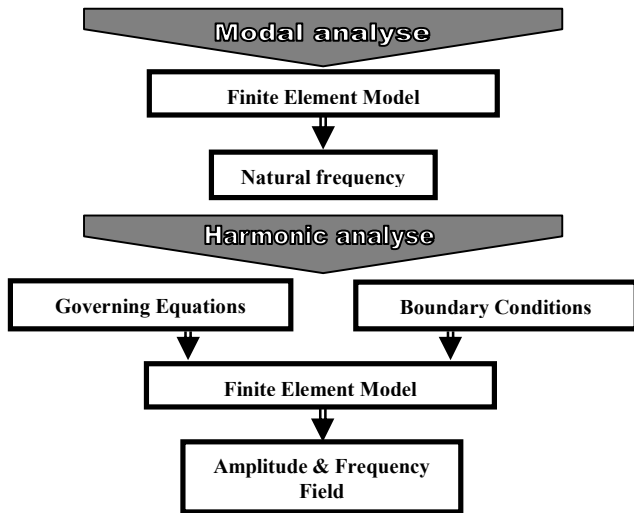 Modal analyse
Finite Element Model
Natural frequency
Harmonic analyse
Governing Equations
Boundary Conditions
Finite Element Model
Amplitude & Frequency
Field